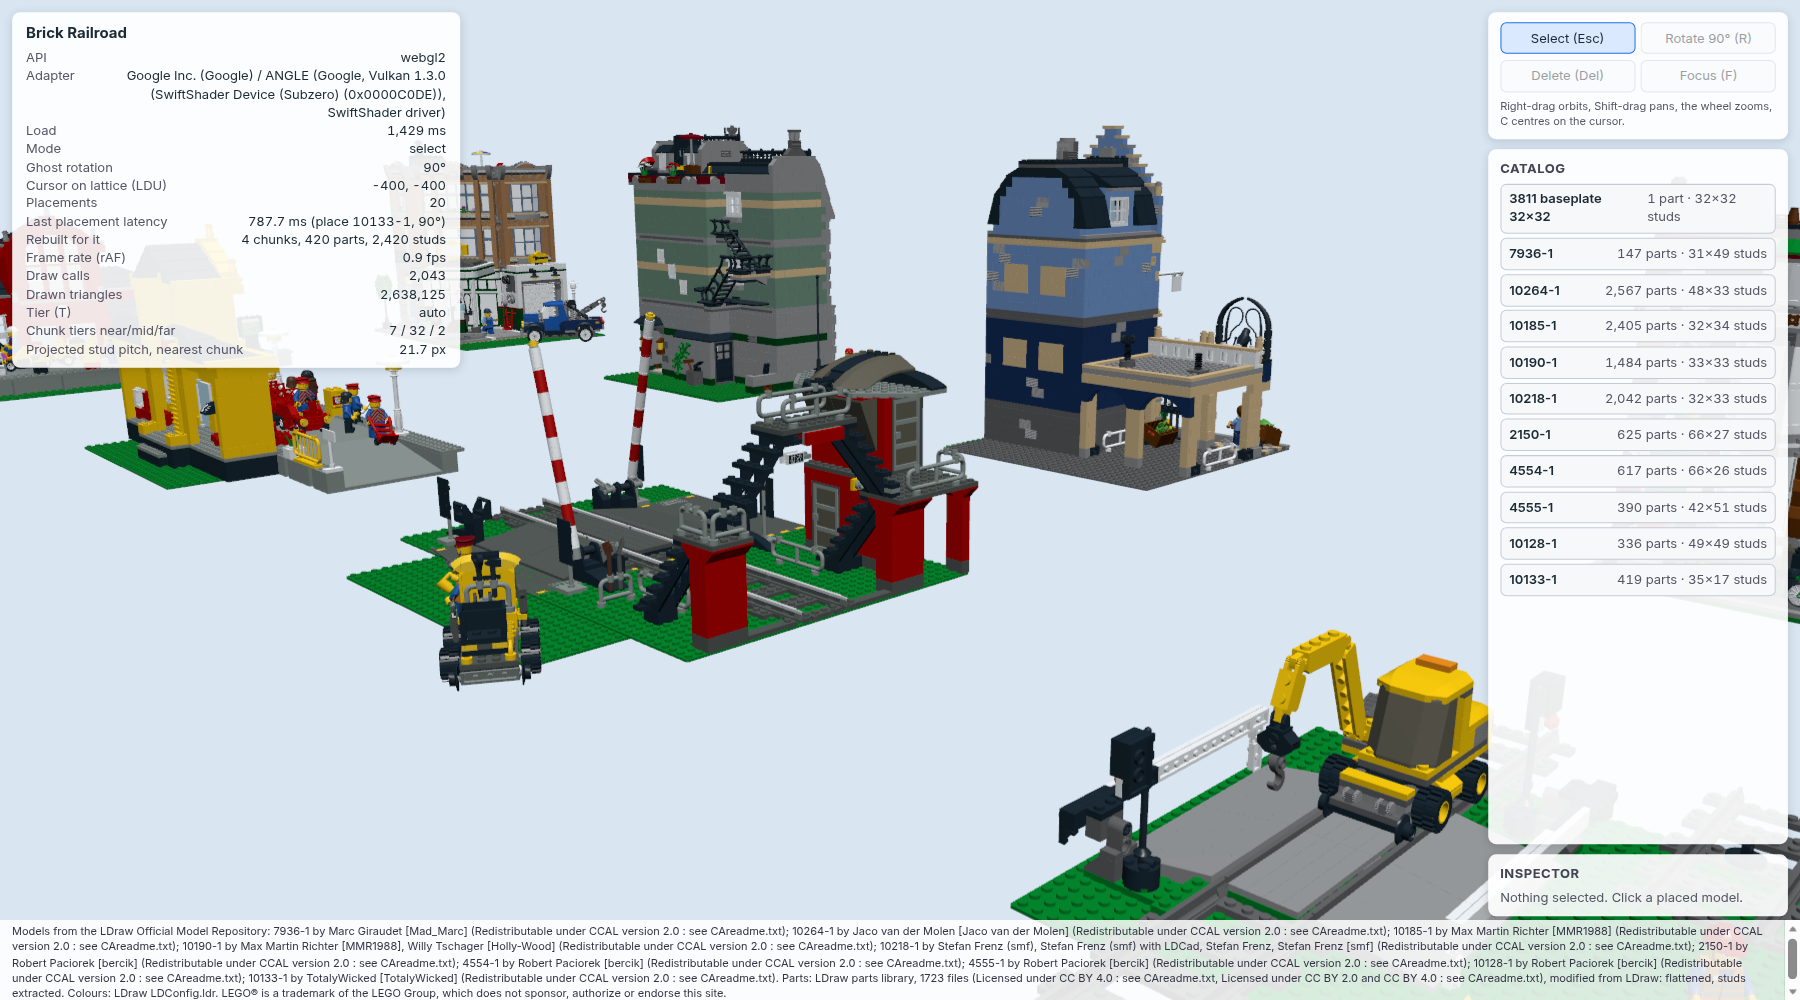 Brick Railroad
API webgl2
Adapter Google Inc. (Google) / ANGLE (Google, Vulkan 1.3.0
(SwiftShader Device (Subzero) (0x0000C0DE)),
SwiftShader driver)
Load 1,429 ms
Mode select
Ghost rotation 90°
Cursor on lattice (LDU) -400, -400
Placements 20
Last placement latency 787.7 ms (place 10133-1, 90°)
Rebuilt for it 4 chunks, 420 parts, 2,420 studs
Frame rate (rAF) 0.9 fps
Draw calls 2,043
Drawn triangles 2,638,125
Tier (T) auto
Chunk tiers near/mid/far 7 / 32 / 2
Projected stud pitch, nearest chunk 21.7 px
Select (Esc) Rotate 90° (R)
Delete (Del) Focus (F)
Right-drag orbits, Shift-drag pans, the wheel zooms,
C centres on the cursor.
CATALOG
3811 baseplate 1 part · 32×32
32×32 studs
7936-1 147 parts · 31×49 studs
10264-1 2,567 parts · 48×33 studs
10185-1 2,405 parts · 32×34 studs
10190-1 1,484 parts · 33×33 studs
10218-1 2,042 parts · 32×33 studs
2150-1 625 parts · 66×27 studs
4554-1 617 parts · 66×26 studs
4555-1 390 parts · 42×51 studs
10128-1 336 parts · 49×49 studs
10133-1 419 parts · 35×17 studs
INSPECTOR
Nothing selected. Click a placed model.
Models from the LDraw Official Model Repository: 7936-1 by Marc Giraudet [Mad_Marc] (Redistributable under CCAL version 2.0 : see CAreadme.txt); 10264-1 by Jaco van der Molen [Jaco van der Molen] (Redistributable under CCAL version 2.0 : see CAreadme.txt); 10185-1 by Max Martin Richter [MMR1988] (Redistributable under CCAL
version 2.0 : see CAreadme.txt); 10190-1 by Max Martin Richter [MMR1988], Willy Tschager [Holly-Wood] (Redistributable under CCAL version 2.0 : see CAreadme.txt); 10218-1 by Stefan Frenz (smf), Stefan Frenz (smf) with LDCad, Stefan Frenz, Stefan Frenz [smf] (Redistributable under CCAL version 2.0 : see CAreadme.txt); 2150-1 by
Robert Paciorek [bercik] (Redistributable under CCAL version 2.0 : see CAreadme.txt); 4554-1 by Robert Paciorek [bercik] (Redistributable under CCAL version 2.0 : see CAreadme.txt); 4555-1 by Robert Paciorek [bercik] (Redistributable under CCAL version 2.0 : see CAreadme.txt); 10128-1 by Robert Paciorek [bercik] (Redistributable
under CCAL version 2.0 : see CAreadme.txt); 10133-1 by TotalyWicked [TotalyWicked] (Redistributable under CCAL version 2.0 : see CAreadme.txt). Parts: LDraw parts library, 1723 files (Licensed under CC BY 4.0 : see CAreadme.txt, Licensed under CC BY 2.0 and CC BY 4.0 : see CAreadme.txt), modified from LDraw: flattened, studs
extracted. Colours: LDraw LDConfig.ldr. LEGO® is a trademark of the LEGO Group, which does not sponsor, authorize or endorse this site.